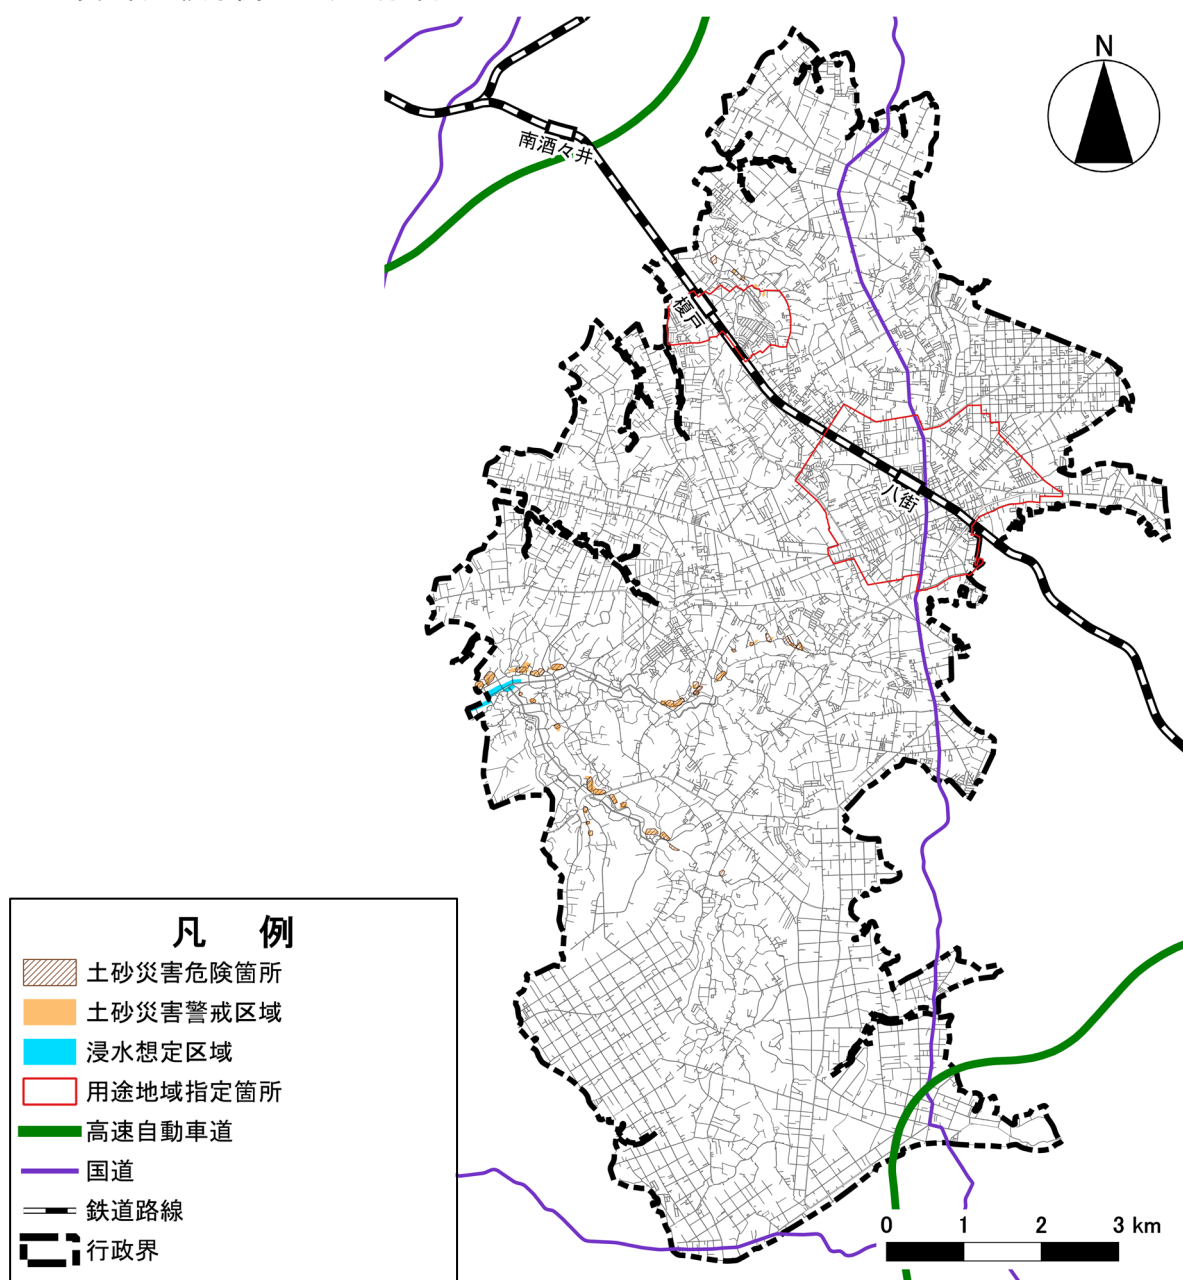 N
南酒々井
榎戸
八街
凡 例
土砂災害危険箇所
土砂災害警戒区域
浸水想定区域
用途地域指定箇所
高速自動車道
国道
鉄道路線
行政界
0 1 2 3 km